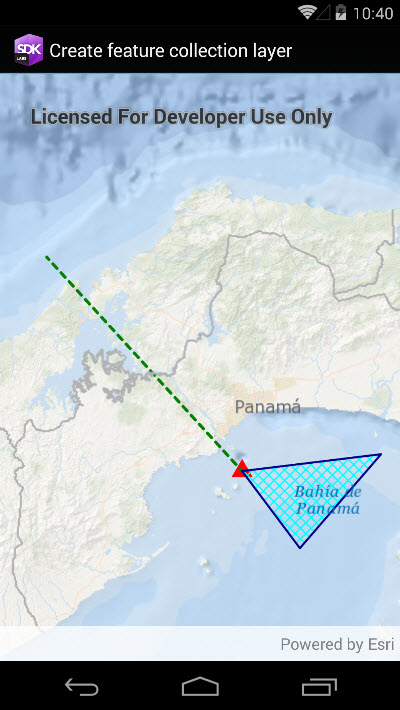 10:40
SDK
LABS
Create feature collection layer
Licensed For Developer Use Only
Panamá
Bahía de
Panamá
Powered by Esri